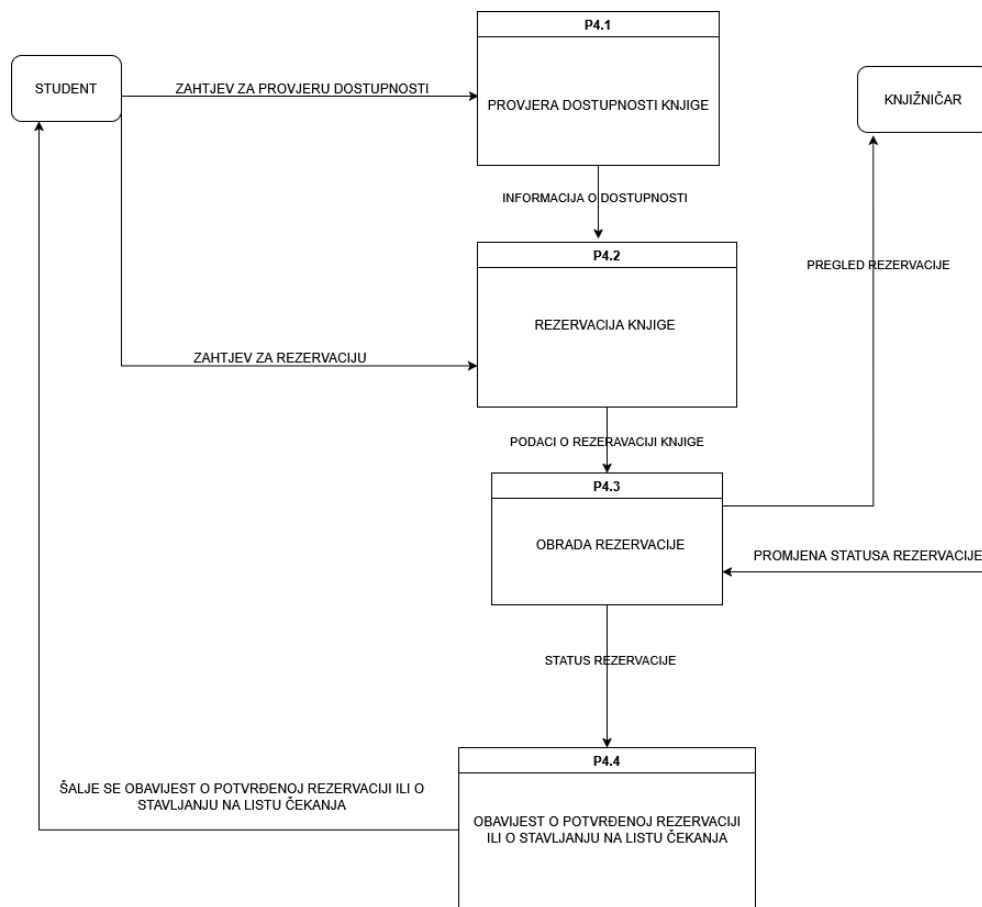 P4.1
STUDENT
ZAHTJEV ZA PROVJERU DOSTUPNOSTI
PROVJERA DOSTUPNOSTI KNJIGE
KNJIŽNIČAR
INFORMACIJA O DOSTUPNOSTI
P4.2
PREGLED REZERVACIJE
REZERVACIJA KNJIGE
ZAHTJEV ZA REZERVACIJU
PODACI O REZERAVACIJI KNJIGE
P4.3
OBRADA REZERVACIJE
PROMJENA STATUSA REZERVACIJE
STATUS REZERVACIJE
P4.4
ŠALJE SE OBAVIJEST O POTVRĐENOJ REZERVACIJI ILI O
STAVLJANJU NA LISTU ČEKANJA
OBAVIJEST O POTVRĐENOJ REZERVACIJI
ILI O STAVLJANJU NA LISTU ČEKANJA